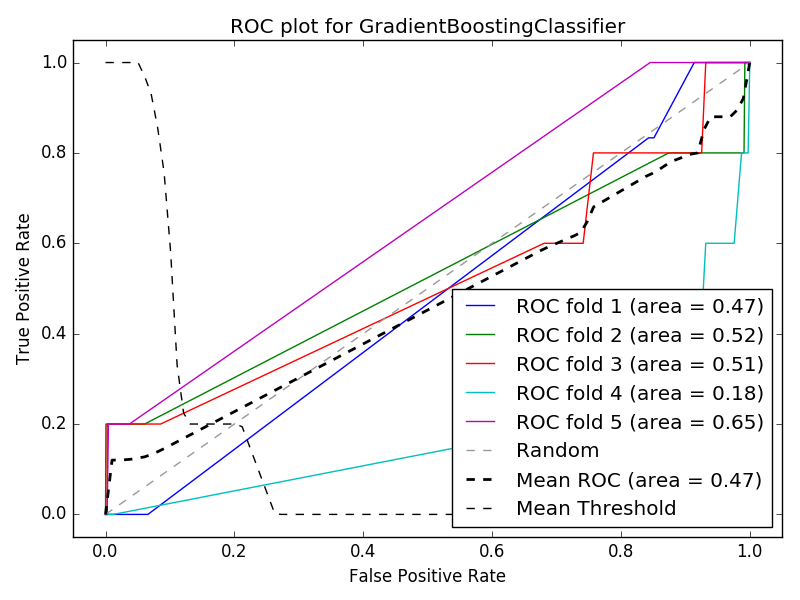 ROC plot for GradientBoostingClassifier
True Positive Rate
1.0
0.8
0.6
0.4
0.2
0.0
ROC fold 1 (area = 0.47)
ROC fold 2 (area = 0.52)
ROC fold 3 (area = 0.51)
ROC fold 4 (area = 0.18)
ROC fold 5 (area = 0.65)
Random
Mean ROC (area = 0.47)
Mean Threshold
0.0 0.2 0.4 0.6 0.8 1.0
False Positive Rate